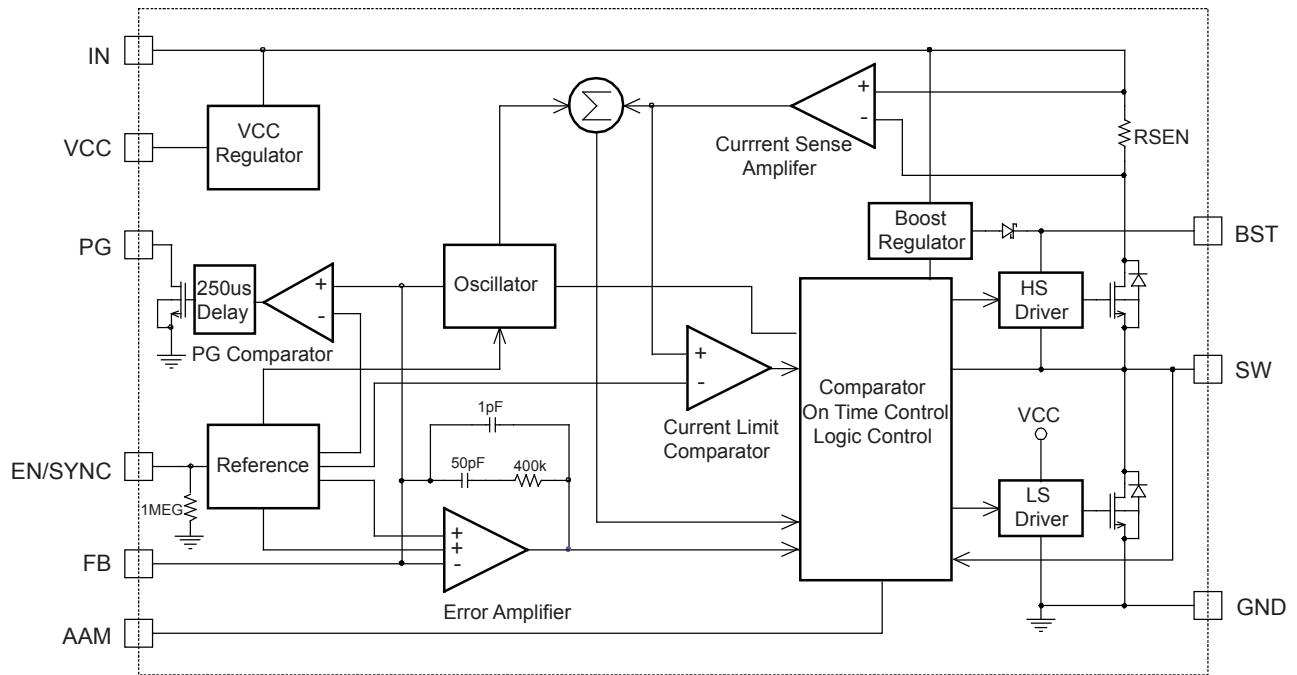 IN
VCC
Regulator
VCC
Σ
+
-
Currrent Sense
Amplifer
RSEN
Boost
Regulator
BST
PG
250us
Delay
+
-
PG Comparator
Oscillator
HS
Driver
+
-
Current Limit
Comparator
Comparator
On Time Control
Logic Control
SW
VCC
EN/SYNC
1MEG
Reference
1pF
50pF
400k
LS
Driver
FB
+
+
-
Error Amplifier
GND
AAM